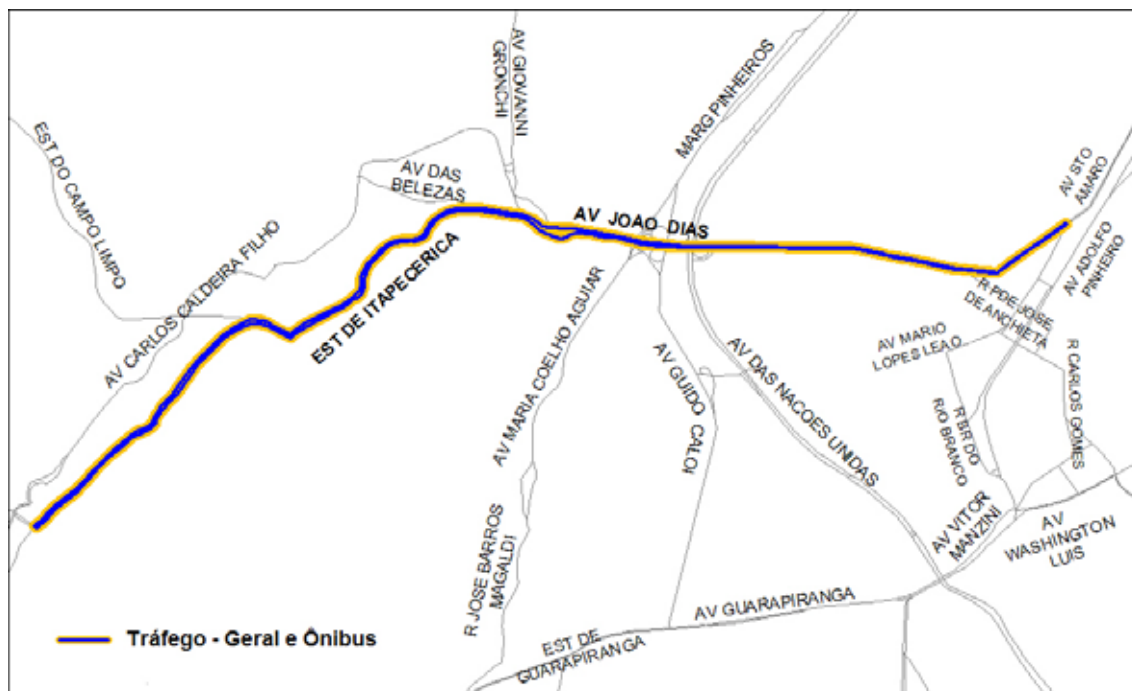 AV GIOVANNI
GRONCHI
MARG PINHEIROS
EST DO CAMPO LIMPO
AV DAS
BELEZAS
AV STO
AMARO
AV JOAO DIAS
AV ADOLFO
PINHEIRO
AV CARLOS CALDEIRA FILHO
EST DE ITAPECERICA
AV MARIA COELHO AGUIAR
R PDE JOSE
DE ANCHIETA
AV MARIO
LOPES LEAO
AV GUIDO CALOI
AV DAS NACOES UNIDAS
R CARLOS GOMES
R BR DO
RIO BRANCO
AV VITOR
MANZINI
AV
WASHINGTON
LUIS
R JOSE BARROS
MAGALDI
AV GUARAPIRANGA
EST DE
GUARAPIRANGA
Tráfego - Geral e Ônibus